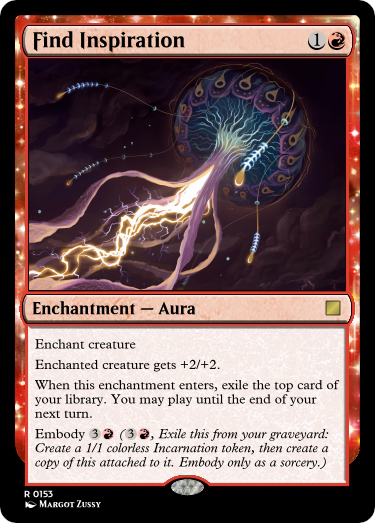 Find Inspiration
1
Enchantment — Aura
Enchant creature
Enchanted creature gets +2/+2.
When this enchantment enters, exile the top card of
your library. You may play until the end of your
next turn.
Embody 3 (3, Exile this from your graveyard:
Create a 1/1 colorless Incarnation token, then create a
copy of this attached to it. Embody only as a sorcery.)
R 0153
Margot Zussy